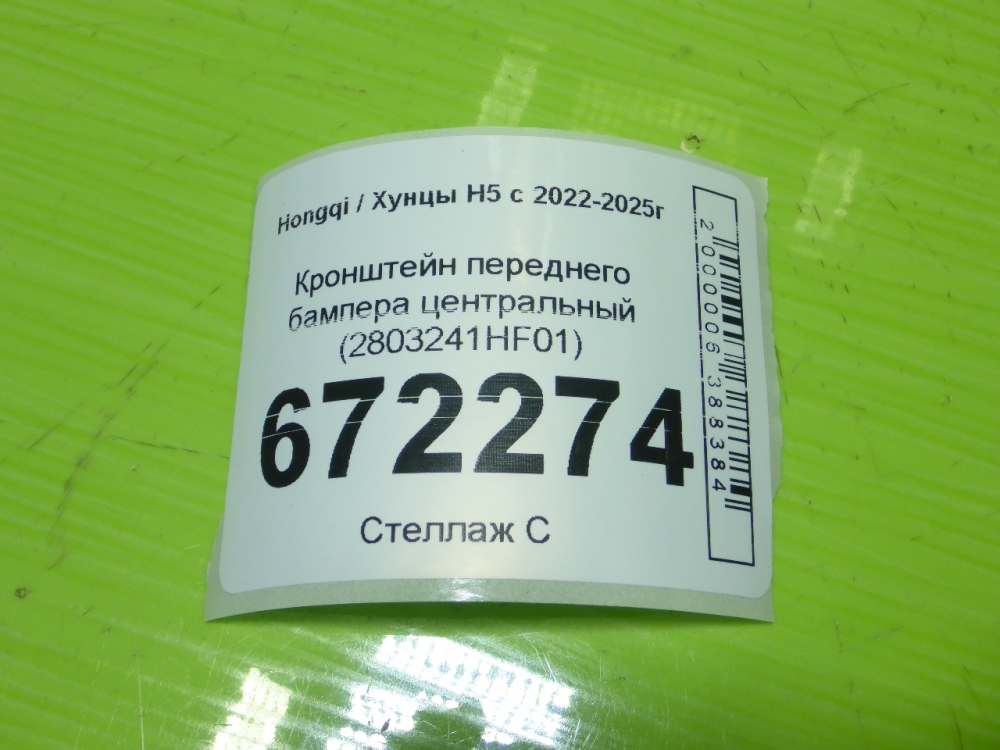 Hongqi / Хунцы H5 с 2022-2025г
Кронштейн переднего
бампера центральный
(2803241HF01)
672274
Стеллаж С
2000006388384